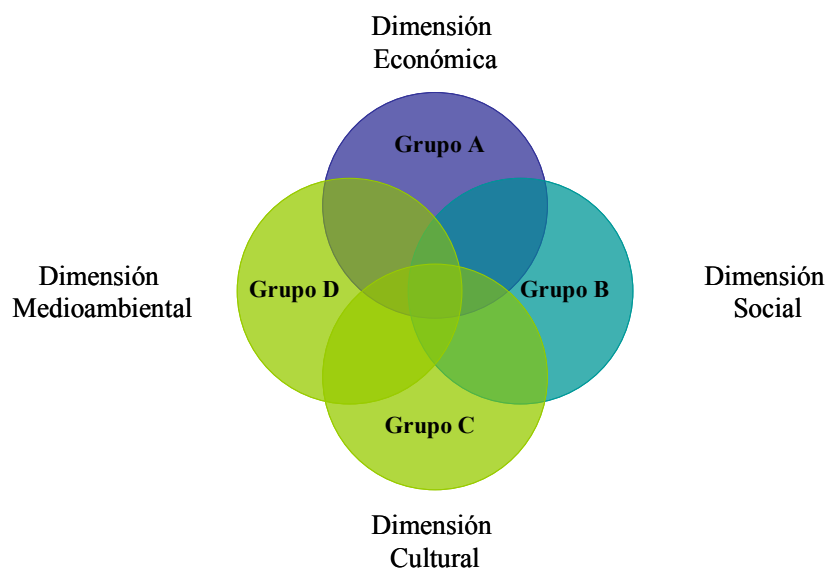 Dimensión
Económica
Grupo A
Dimensión
Medioambiental
Grupo D
Grupo B
Dimensión
Social
Grupo C
Dimensión
Cultural